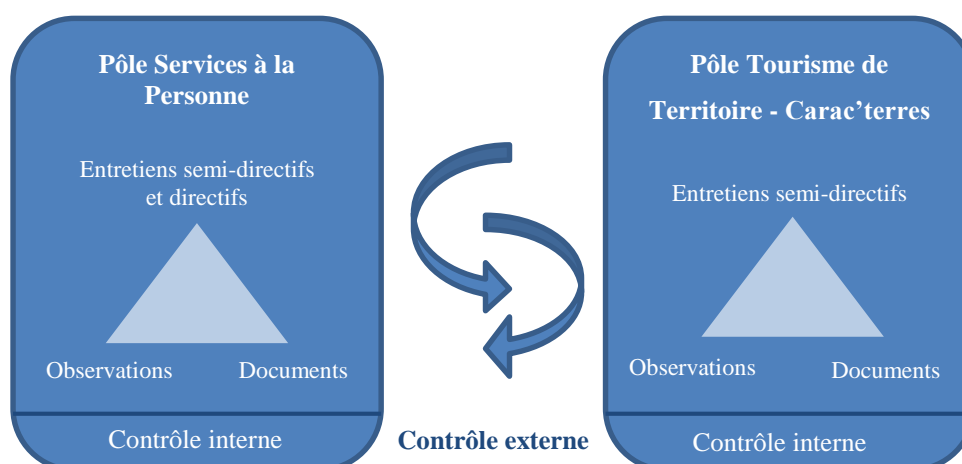 Pôle Services à la
Personne
Entretiens semi-directifs
et directifs
Observations
Documents
Contrôle interne
Contrôle externe
Pôle Tourisme de
Territoire - Carac’terres
Entretiens semi-directifs
Observations
Documents
Contrôle interne